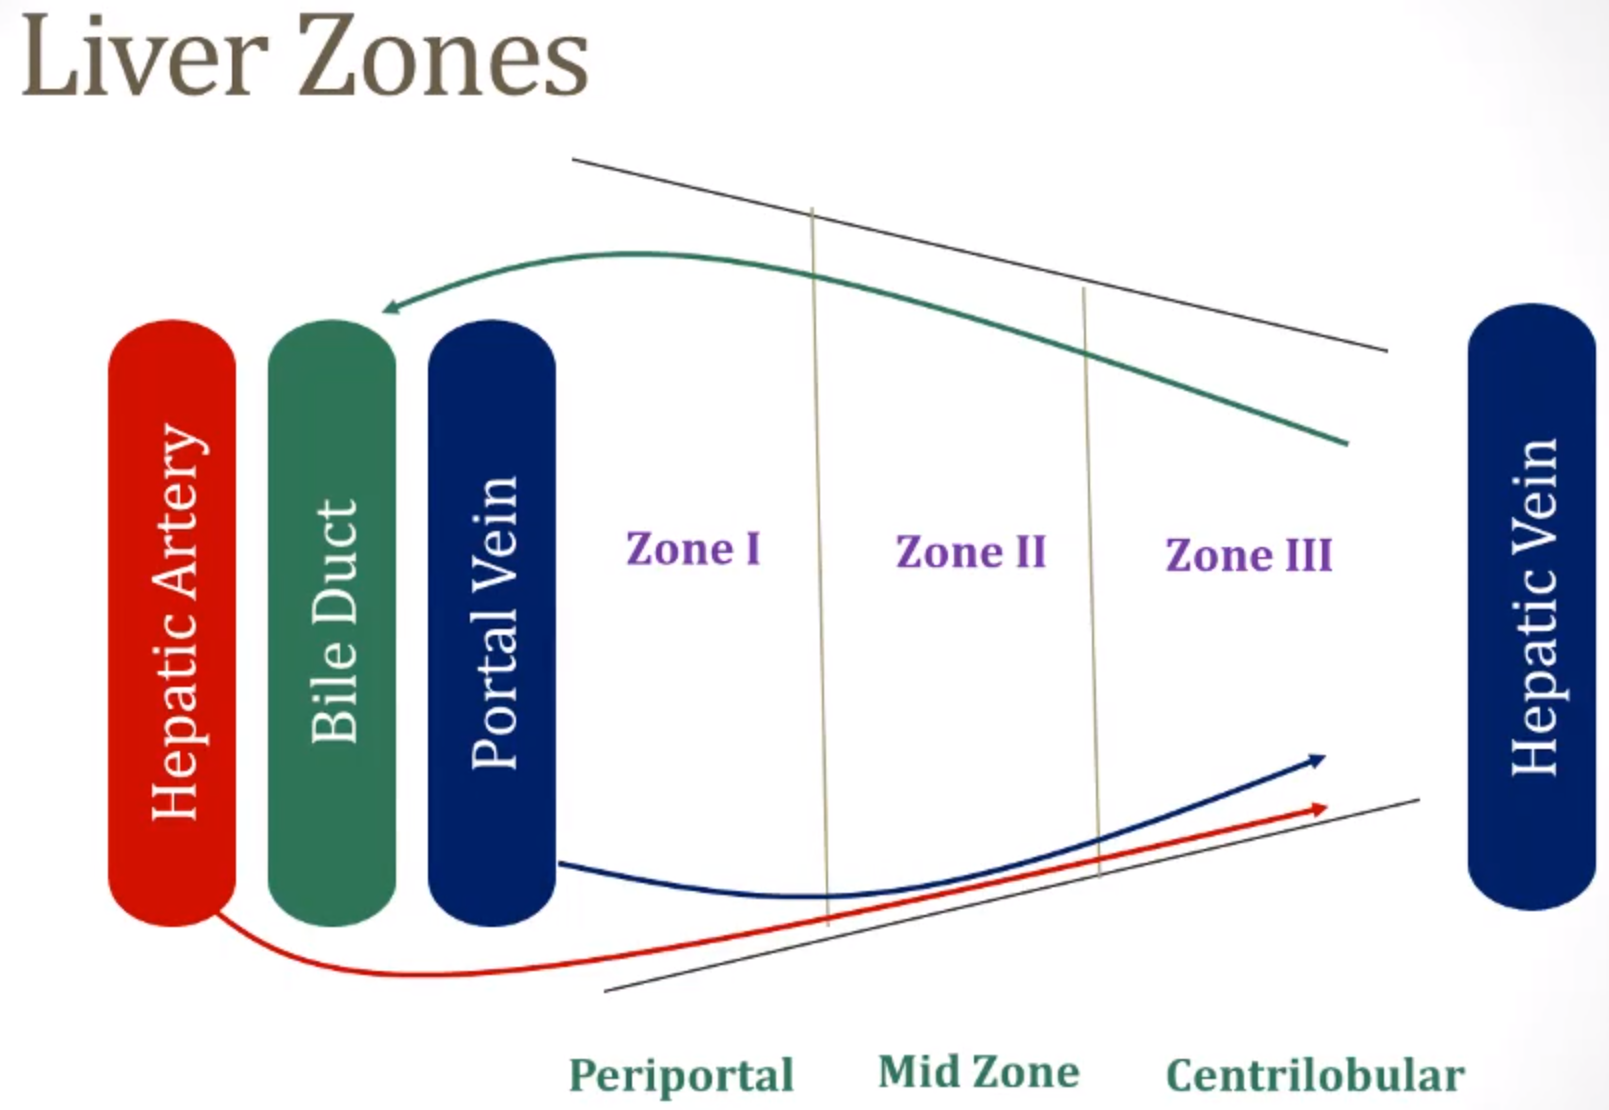 Liver Zones
Hepatic Artery
Bile Duct
Portal Vein
Zone I
Zone II
Zone III
Hepatic Vein
Periportal
Mid Zone
Centrilobular